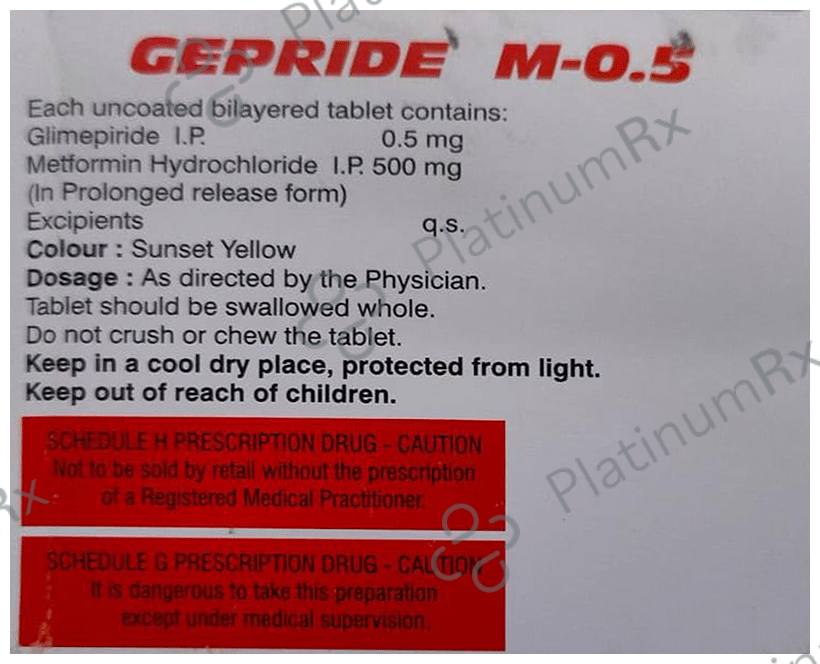 GEPRIDE M-0.5
Each uncoated bilayered tablet contains:
Glimepiride I.P. 0.5 mg
Metformin Hydrochloride I.P. 500 mg
(In Prolonged release form)
Excipients q.s.
Colour : Sunset Yellow
Dosage : As directed by the Physician.
Tablet should be swallowed whole.
Do not crush or chew the tablet.
Keep in a cool dry place, protected from light.
Keep out of reach of children.
SCHEDULE H PRESCRIPTION DRUG - CAUTION
Not to be sold by retail without the prescription
of a Registered Medical Practitioner.
SCHEDULE G PRESCRIPTION DRUG - CAUTION
It is dangerous to take this preparation
except under medical supervision.
PlatinumRx
PlatinumRx
PlatinumRx